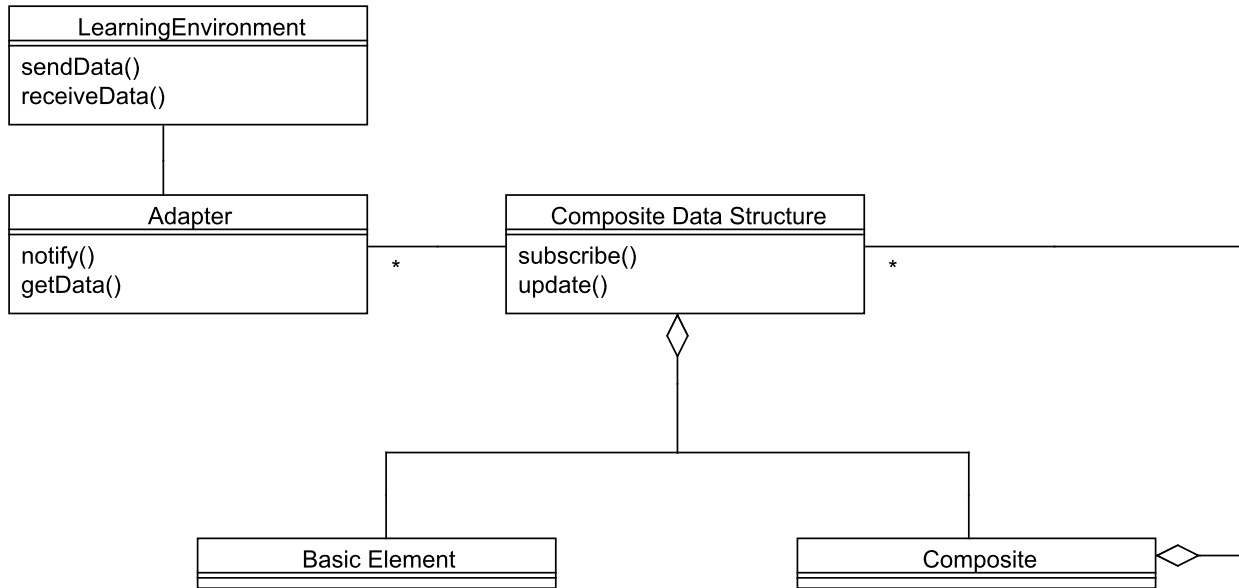 LearningEnvironment
sendData()
receiveData()
Adapter
notify()
getData()
*
Composite Data Structure
subscribe()
update()
*
Basic Element
Composite